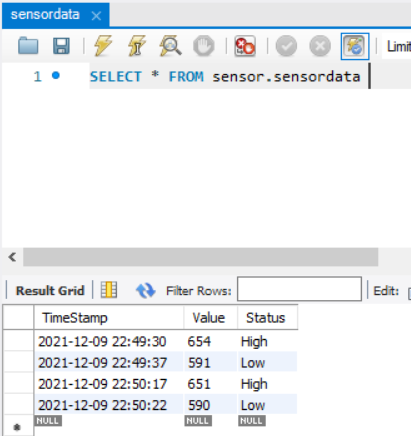 sensordata ×
Limit
1 SELECT * FROM sensor.sensordata
Result Grid Filter Rows: Edit:
TimeStamp Value Status
2021-12-09 22:49:30 654 High
2021-12-09 22:49:37 591 Low
2021-12-09 22:50:17 651 High
2021-12-09 22:50:22 590 Low
NULL NULL NULL